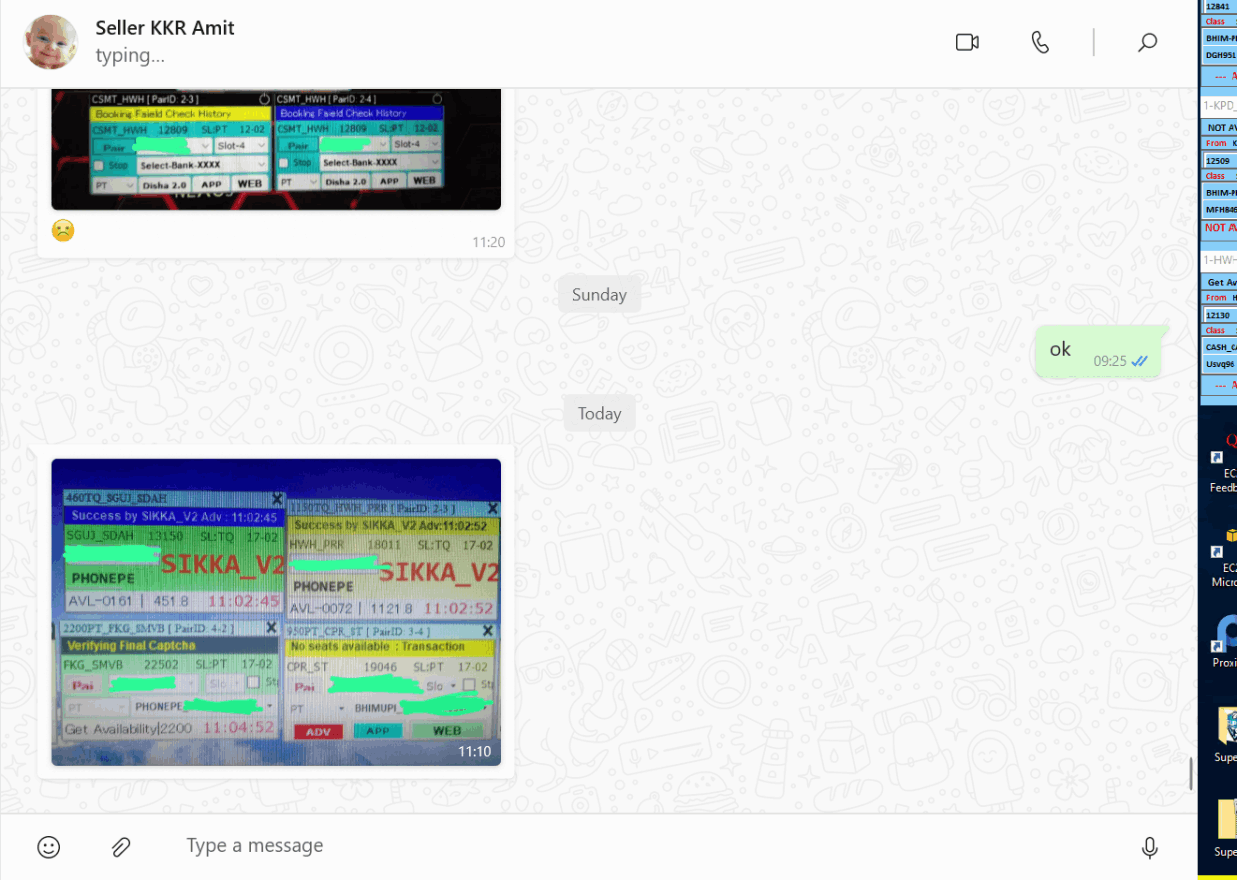 Seller KKR Amit
typing...
CSMT_HWH [ PairID: 2-3 ]
CSMT_HWH [ PairID: 2-4 ]
Booking Faield Check History
Booking Faield Check History
CSMT_HWH 12809 SL:PT 12-02
CSMT_HWH 12809 SL:PT 12-02
Pair Slot-4
Pair Slot-4
Stop Select-Bank-XXXX
Stop Select-Bank-XXXX
PT Disha 2.0 APP WEB
PT Disha 2.0 APP WEB
11:20
Sunday
ok
09:25
Today
460TQ_SGUJ_SDAH
Success by SIKKA_V2 Adv : 11:02:45
SGUJ_SDAH 13150 SL:TQ 17-02
SIKKA_V2
PHONEPE
AVL-0161 | 451.8 11:02:45
1150TQ_HWH_PRR [ PairID: 2-3 ]
Success by SIKKA_V2 Adv:11:02:52
HWH_PRR 18011 SL:TQ 17-02
SIKKA_V2
PHONEPE
AVL-0072 | 1121.8 11:02:52
2200PT_FKG_SMVB [ PairID: 4-2 ]
Verifying Final Captcha
FKG_SMVB 22502 SL:PT 17-02
Pai Slo St
PT PHONEPE
Get Availability|2200 11:04:52
950PT_CPR_ST [ PairID: 3-4 ]
No seats available : Transaction
CPR_ST 19046 SL:PT 17-02
Pai Slo St
PT BHIMUPI_
ADV APP WEB
11:10
Type a message
12841
Class
BHIM-P
DGH951
--- A
1-KPD_
NOT AV
From K
12509
Class
BHIM-P
MFH846
NOT AV
1-HW-
Get Av
From H
12130
Class
CASH_C
Usvq96
--- A
EC
Feedb
EC2
Micro
Proxi
Supe
Supe